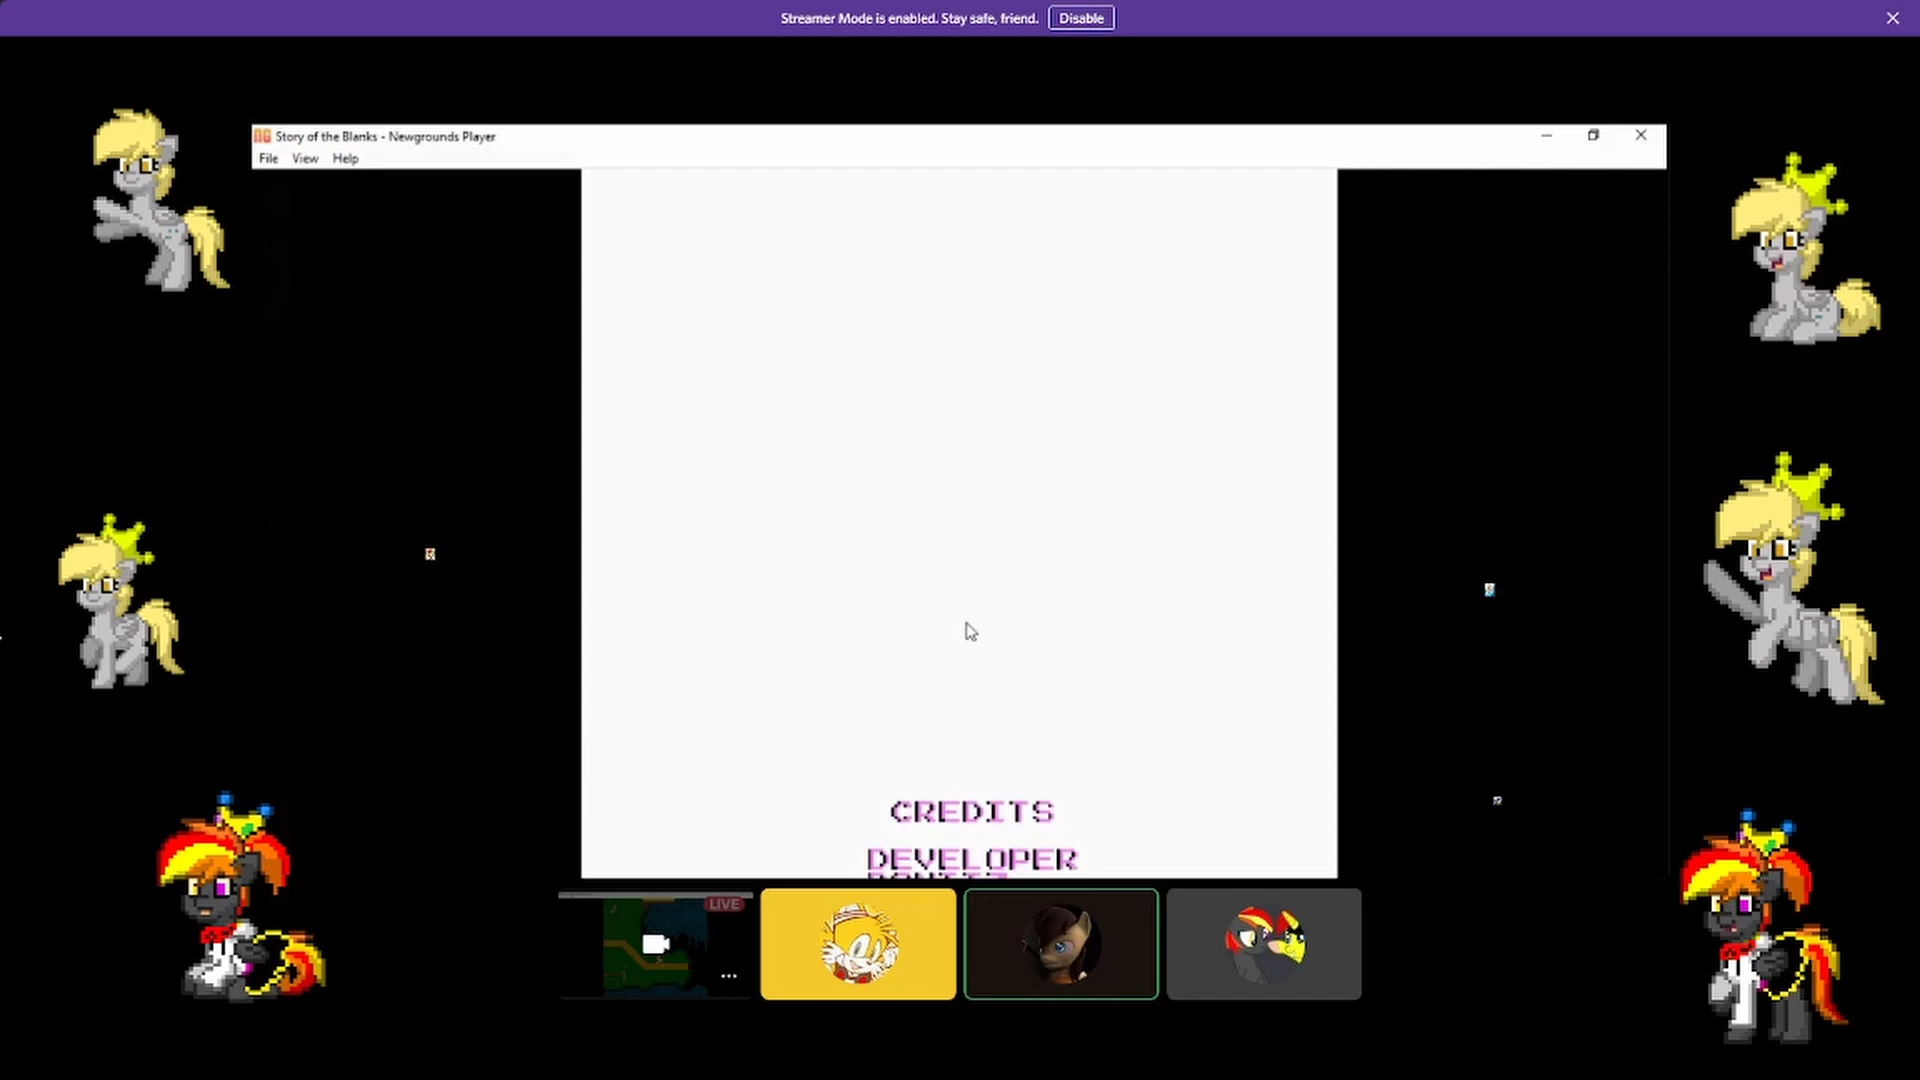 Streamer Mode is enabled. Stay safe, friend. Disable
NG Story of the Blanks - Newgrounds Player
File View Help
CREDITS
DEVELOPER
LIVE